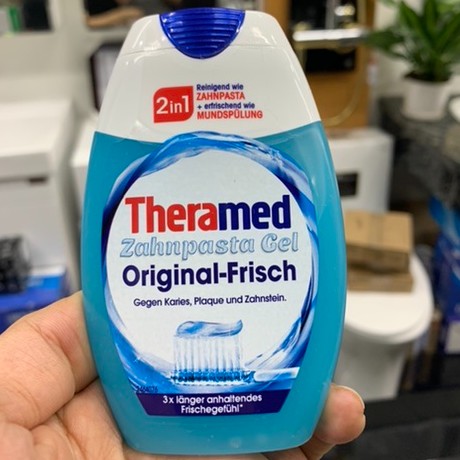 2in1
Reinigend wie
ZAHNPASTA
+ erfrischend wie
MUNDSPÜLUNG
Theramed
Zahnpasta Gel
Original-Frisch
Gegen Karies, Plaque und Zahnstein.
3x länger anhaltendes
Frischegefühl*